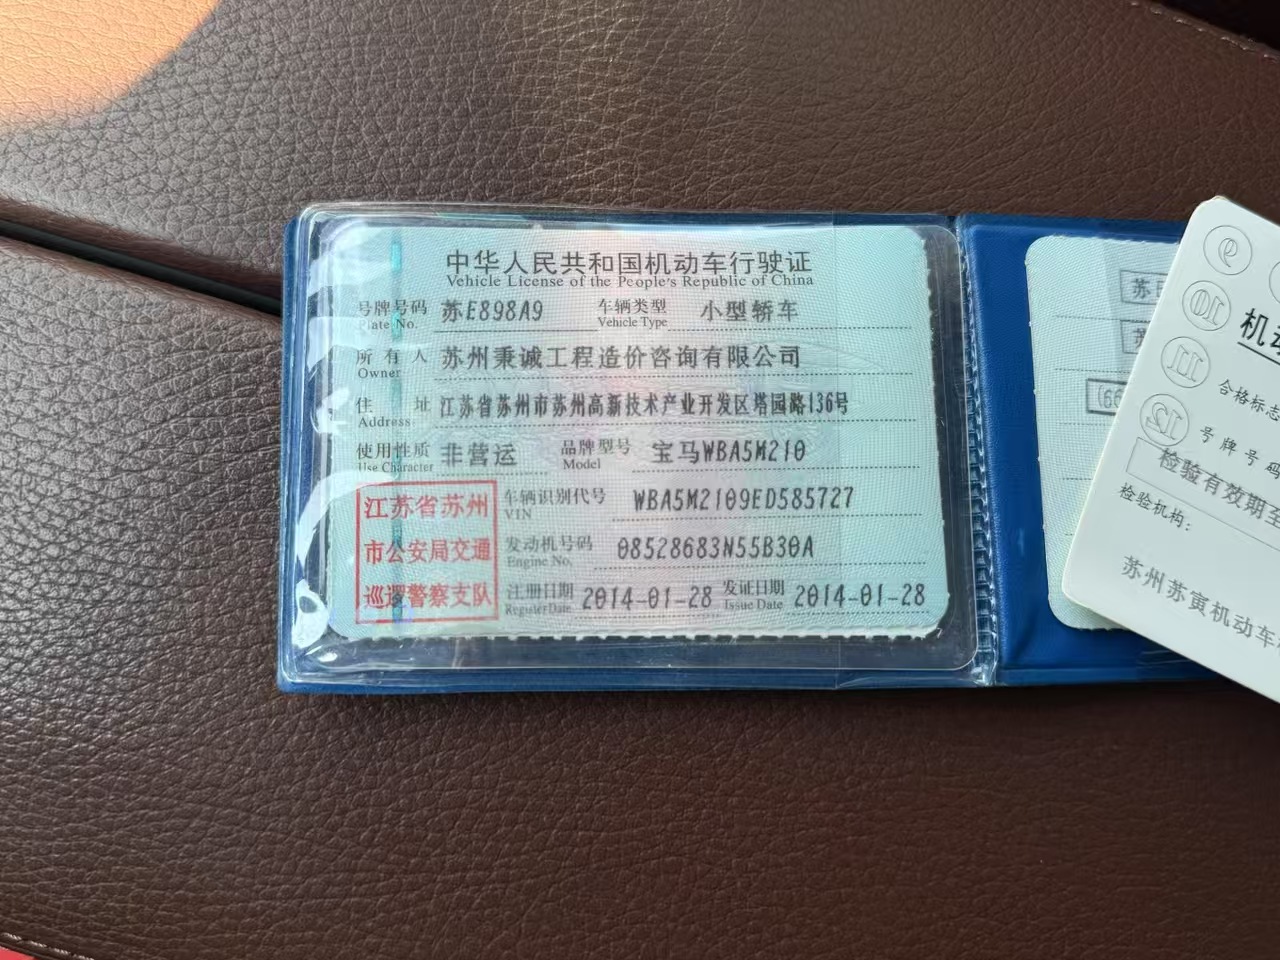 中华人民共和国机动车行驶证
Vehicle License of the People's Republic of China
号牌号码 苏E898A9 车辆类型 小型轿车
Plate No. Vehicle Type
所有人 苏州秉诚工程造价咨询有限公司
Owner
住址 江苏省苏州市苏州高新技术产业开发区塔园路136号
Address
使用性质 非营运 品牌型号 宝马WBA5M210
Use Character Model
江苏省苏州
市公安局交通
巡逻警察支队
车辆识别代号 WBA5M2109ED585727
VIN
发动机号码 08528683N55B30A
Engine No.
注册日期 2014-01-28 发证日期 2014-01-28
Register Date Issue Date
苏
苏
(66
9
10
11
12
机动
合格标志
号牌号码
检验有效期至
检验机构:
苏州苏寅机动车